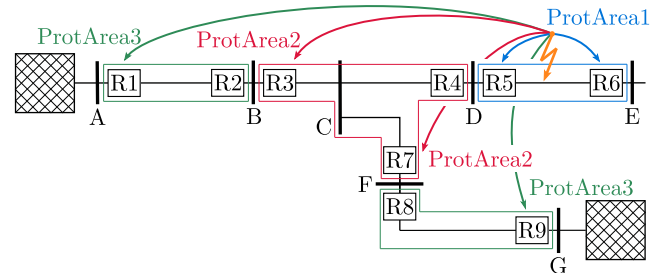 ProtArea1
ProtArea3
ProtArea2
R1
R2
R3
R4
R5
R6
A
B
C
D
E
R7
ProtArea2
F
ProtArea3
R8
R9
G